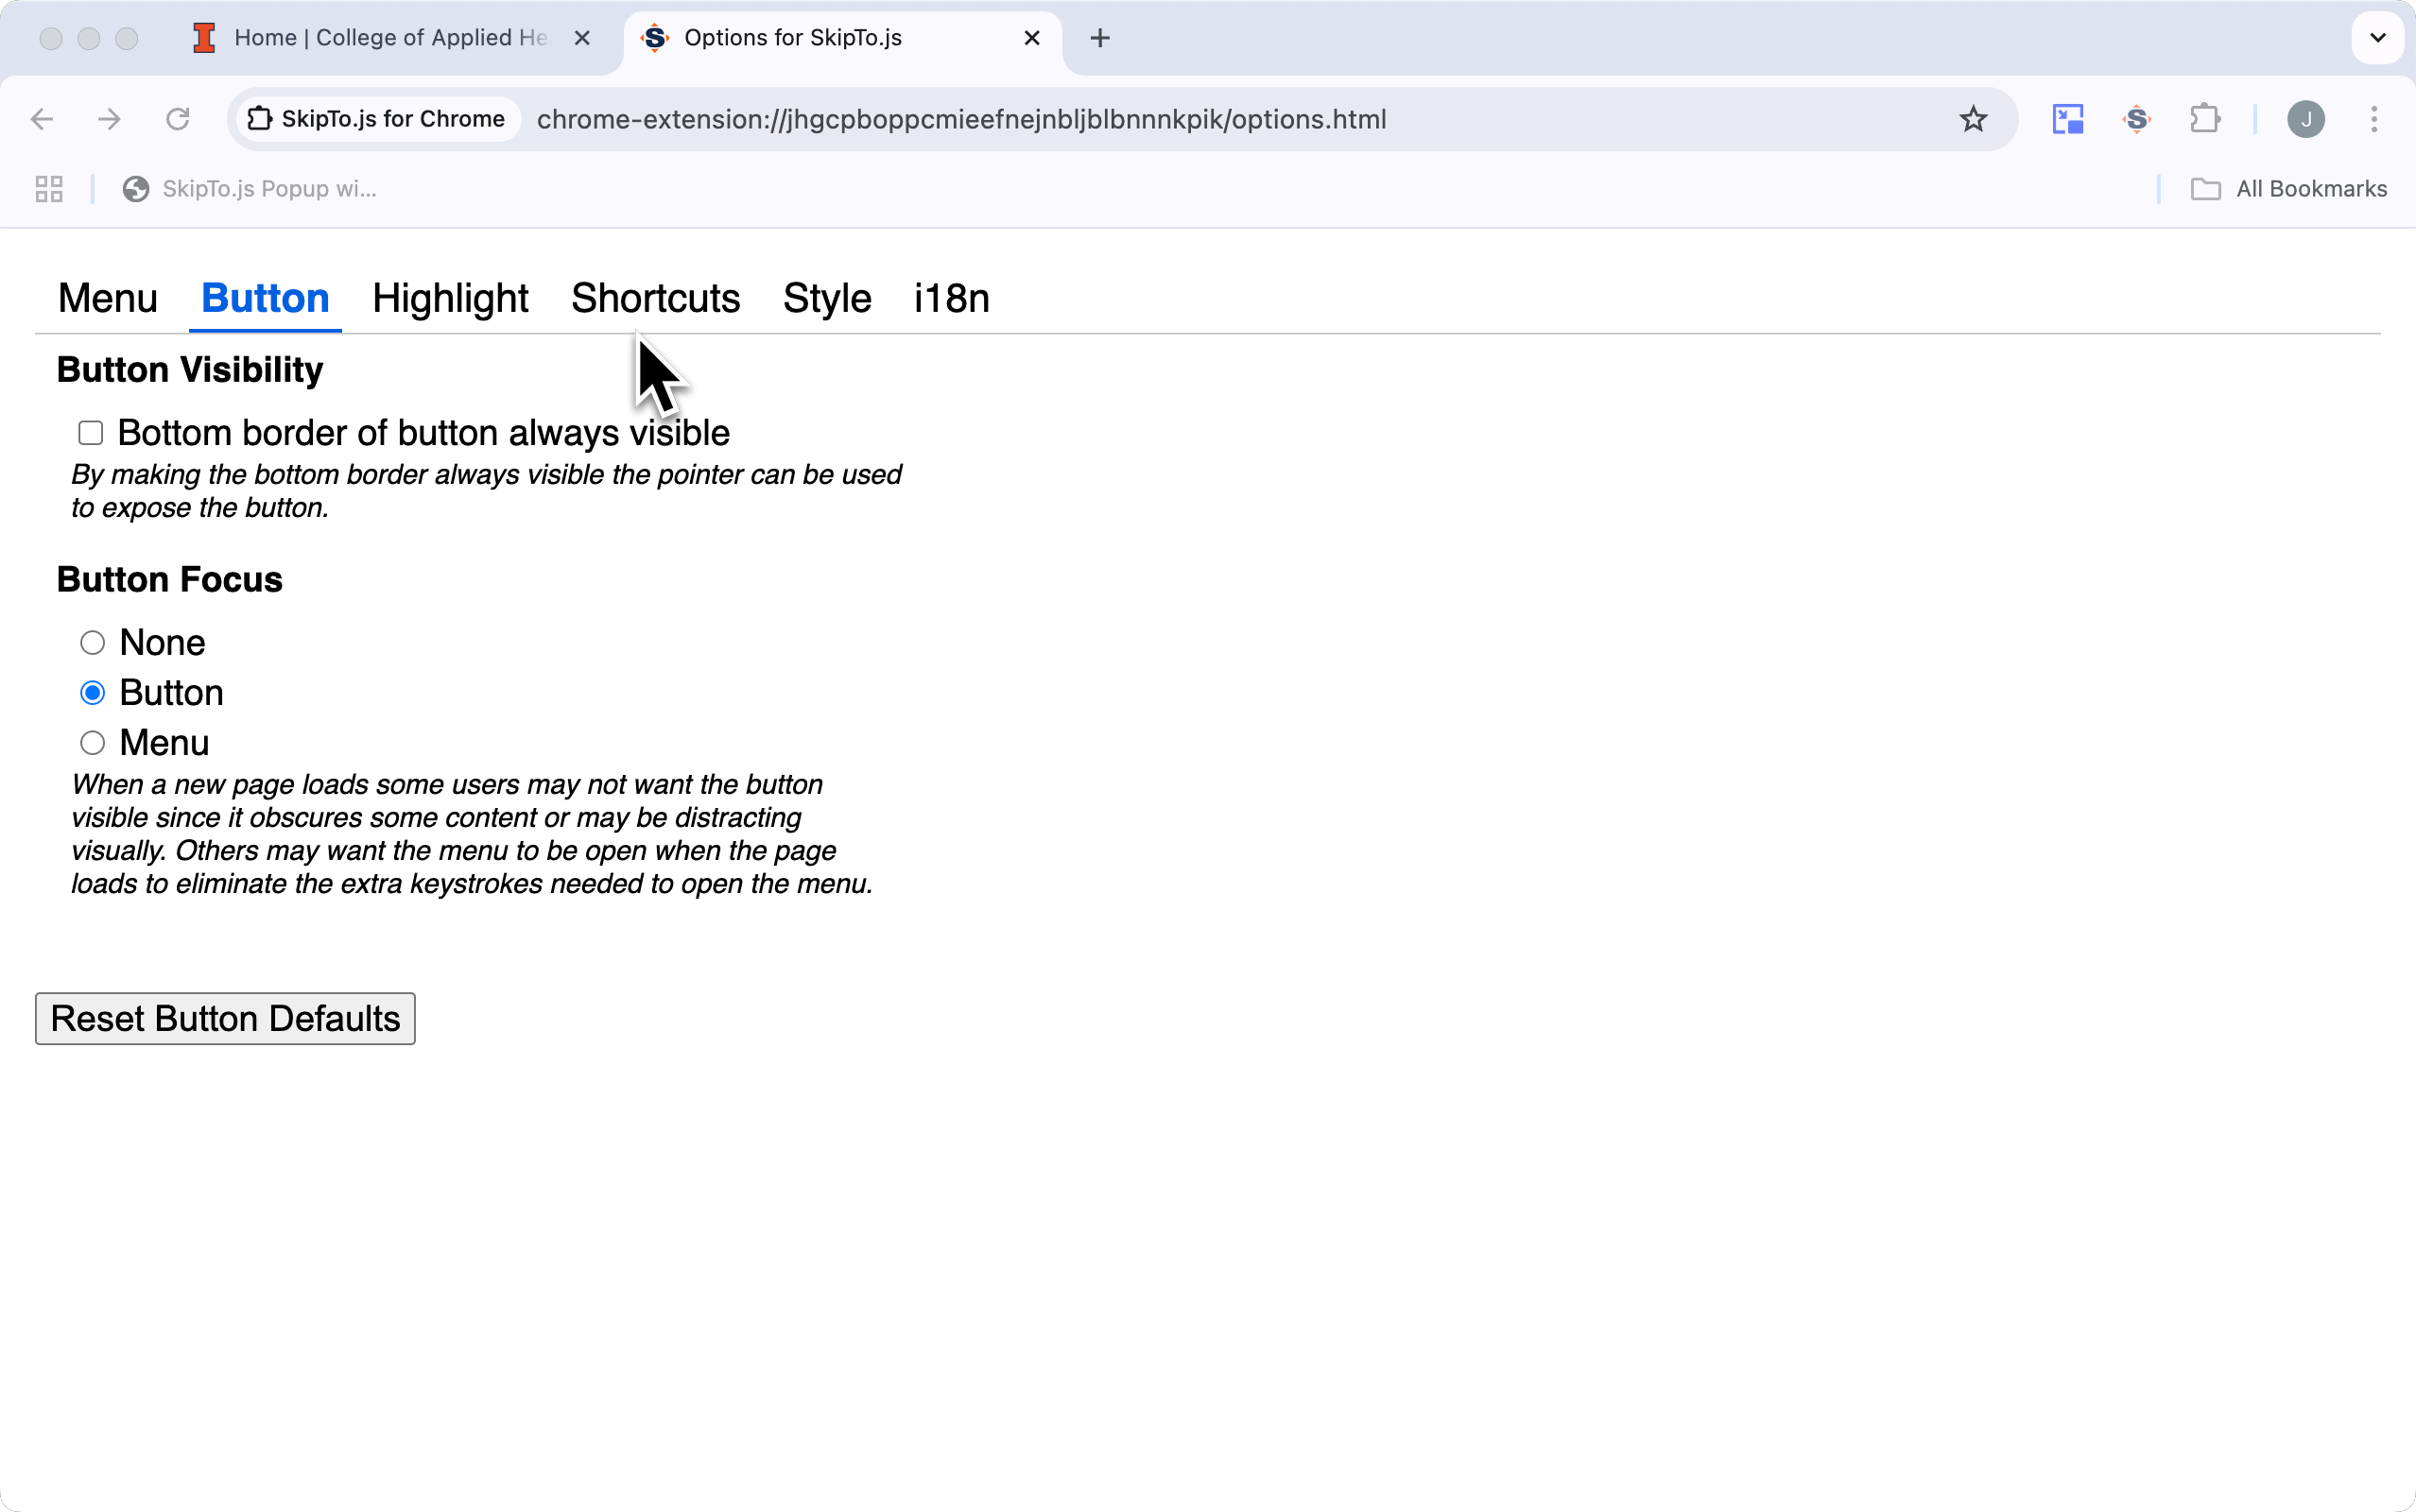 Home | College of Applied He
Options for SkipTo.js
SkipTo.js for Chrome
chrome-extension://jhgcpboppcmieefnejnbljblbnnnkpik/options.html
J
SkipTo.js Popup wi...
All Bookmarks
Menu Button Highlight Shortcuts Style i18n
Button Visibility
Bottom border of button always visible
By making the bottom border always visible the pointer can be used
to expose the button.
Button Focus
None
Button
Menu
When a new page loads some users may not want the button
visible since it obscures some content or may be distracting
visually. Others may want the menu to be open when the page
loads to eliminate the extra keystrokes needed to open the menu.
Reset Button Defaults